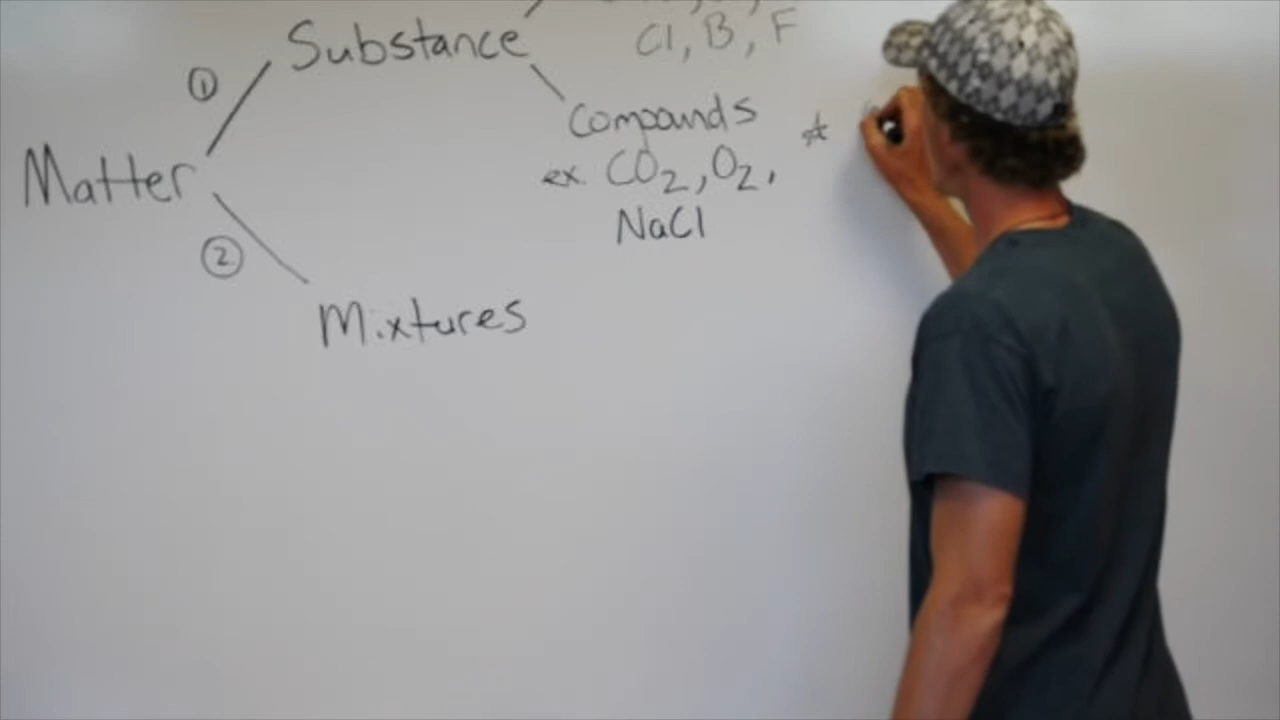 Cl, B, F
Substance
①
Compounds
ex. CO₂, O₂,
NaCl
Matter
②
Mixtures